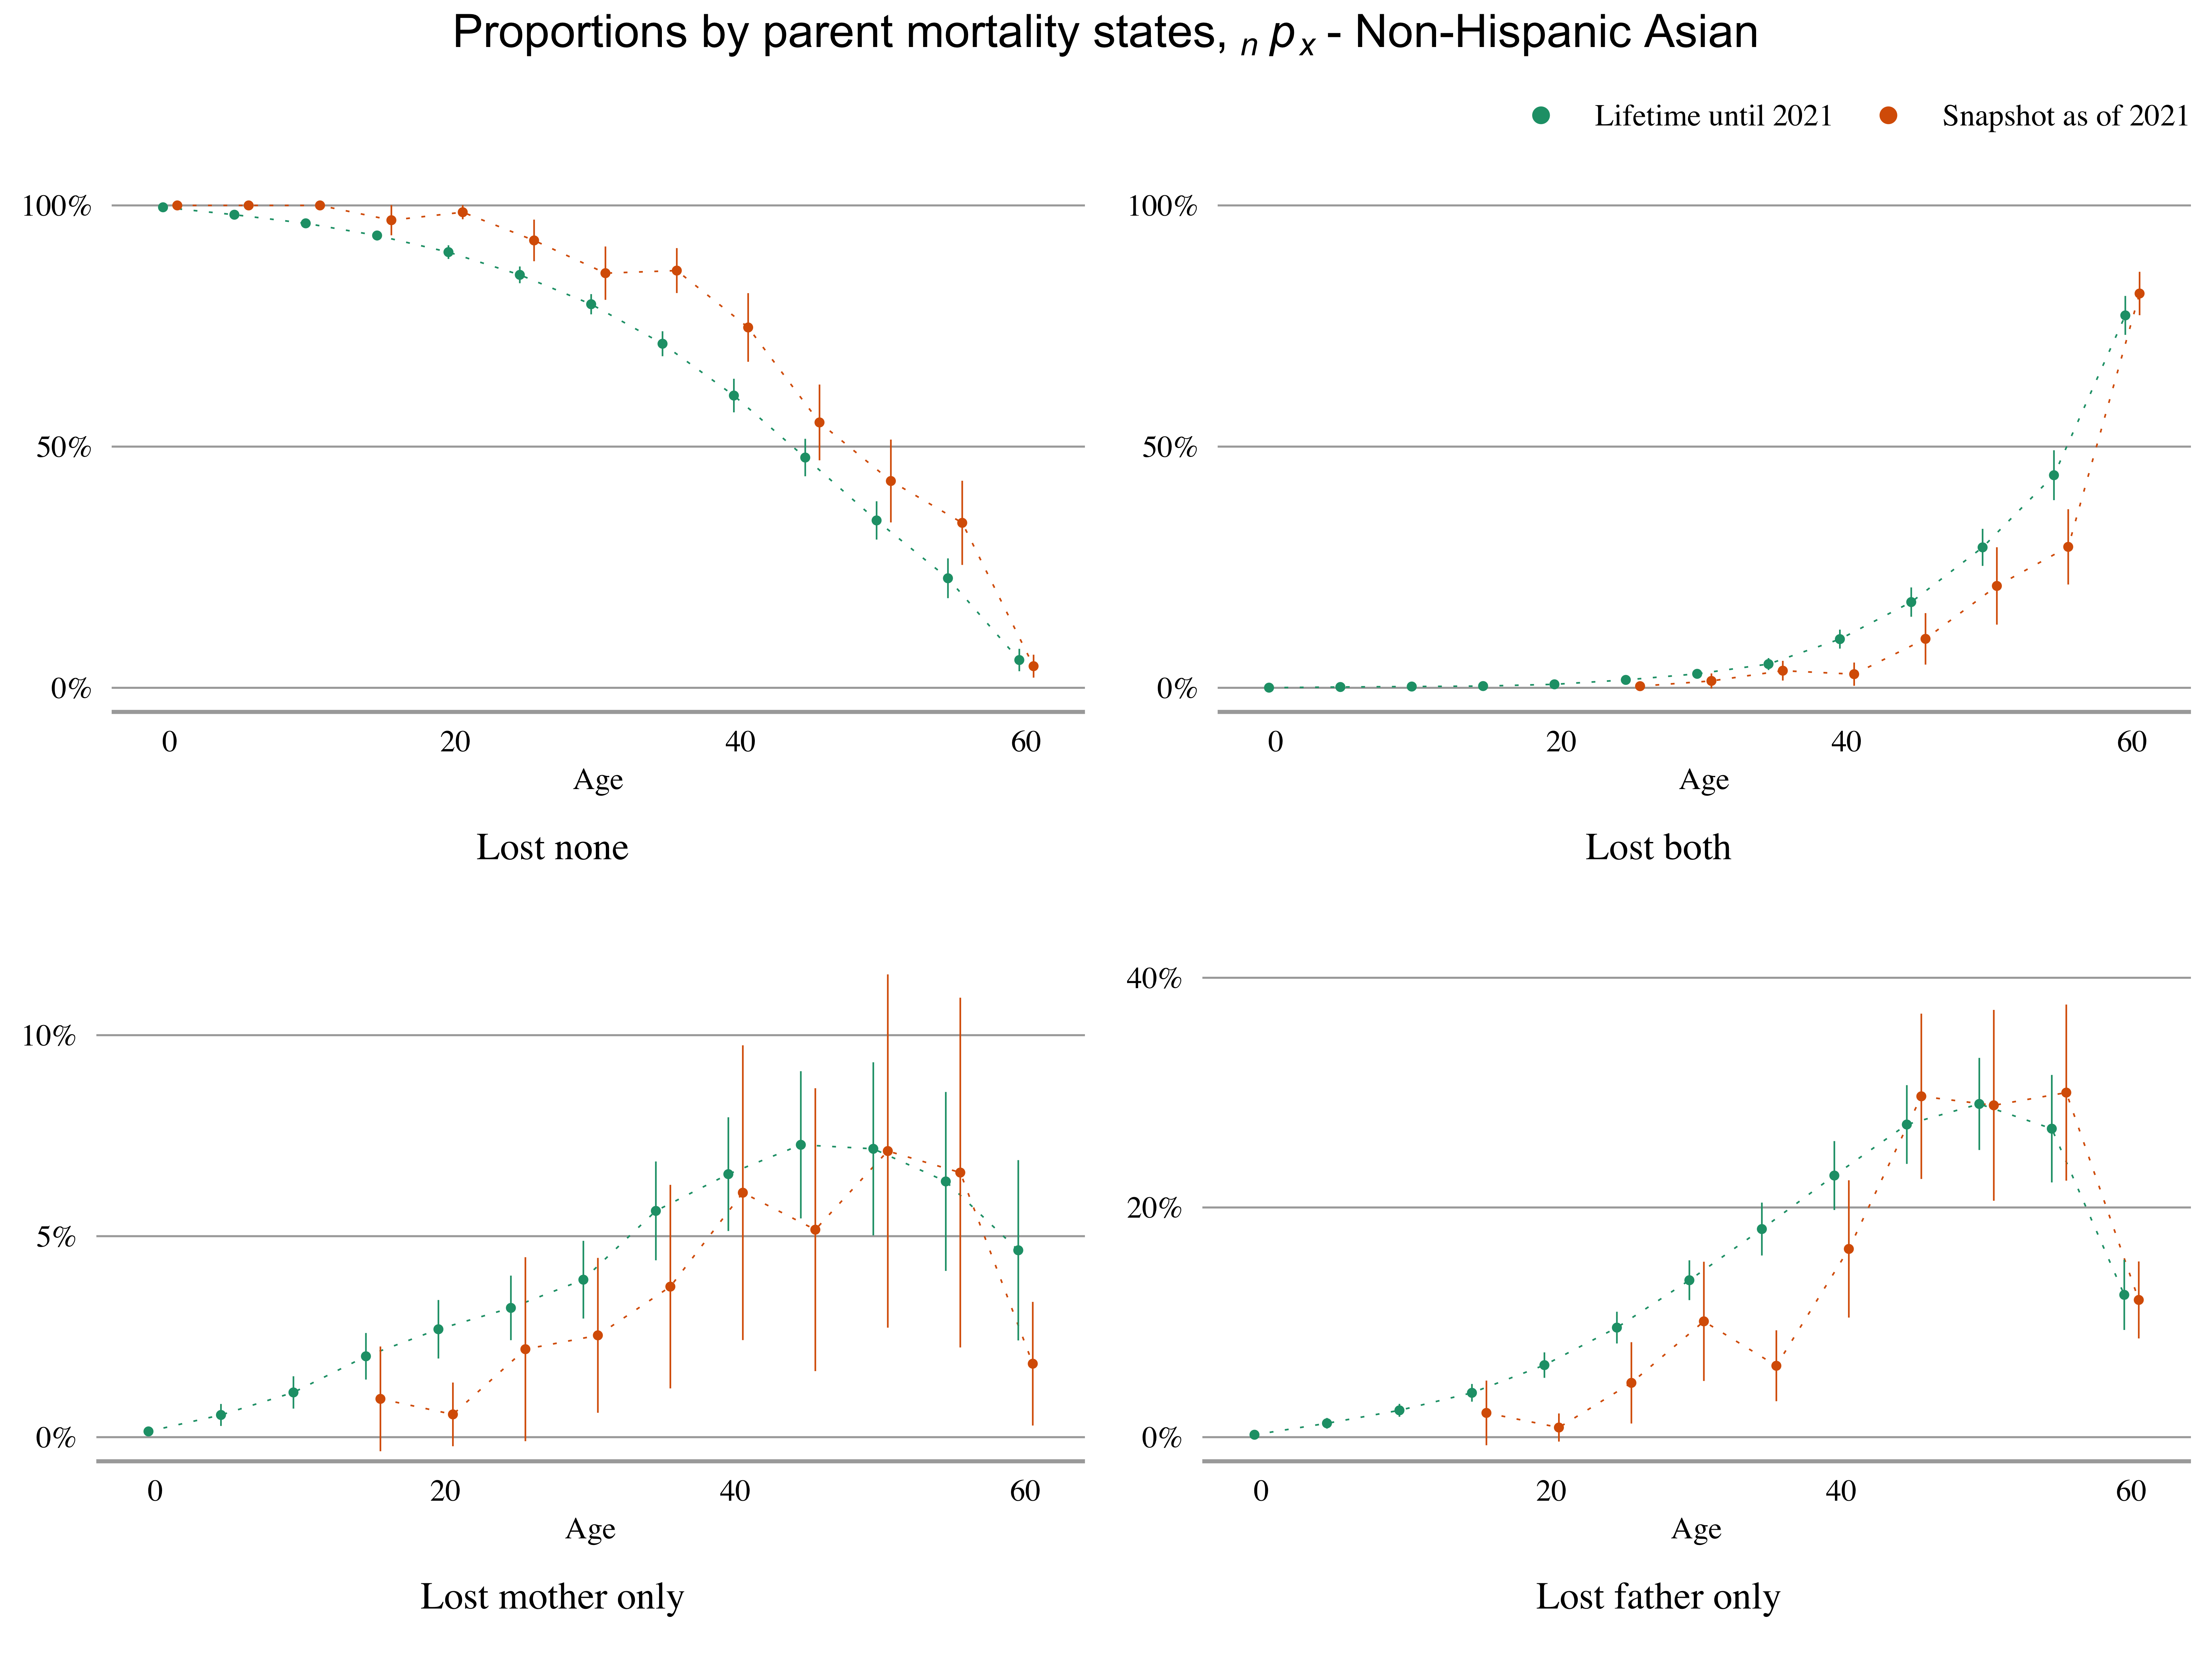 Proportions by parent mortality states, n p x - Non-Hispanic Asian
Lifetime until 2021 Snapshot as of 2021
100%
50%
0%
0 20 40 60
Age
Lost none
100%
50%
0%
0 20 40 60
Age
Lost both
10%
5%
0%
0 20 40 60
Age
Lost mother only
40%
20%
0%
0 20 40 60
Age
Lost father only